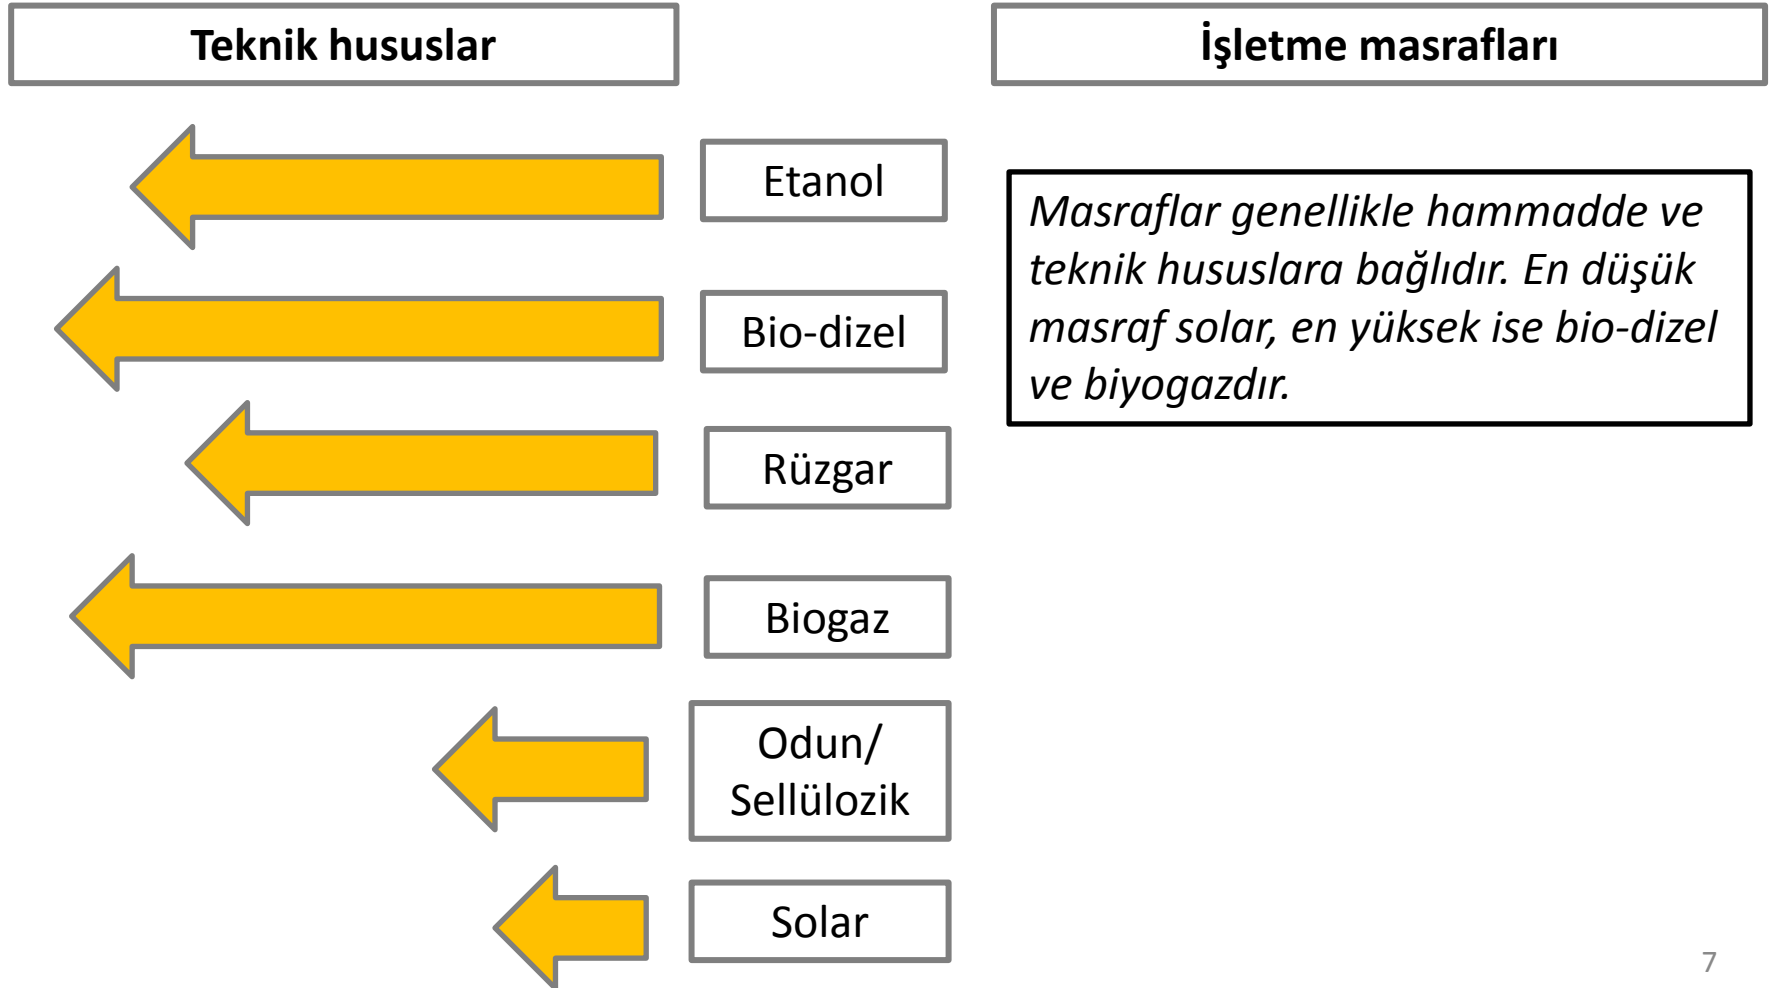 Teknik hususlar
İşletme masrafları
Etanol
Bio-dizel
Rüzgar
Biogaz
Odun/
Sellülozik
Solar
Masraflar genellikle hammadde ve
teknik hususlara bağlıdır. En düşük
masraf solar, en yüksek ise bio-dizel
ve biyogazdır.
7